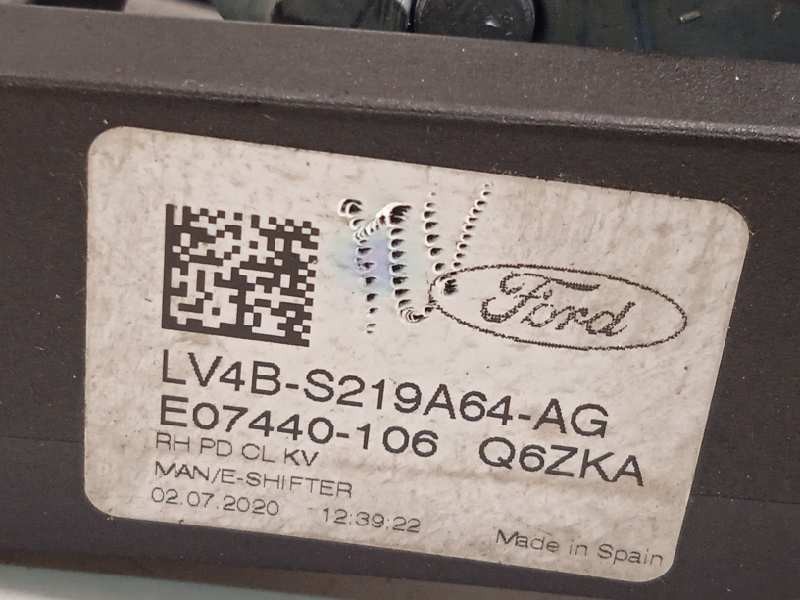 Ford
LV4B-S219A64-AG
E07440-106 Q6ZKA
RH PD CL KV
MAN/E-SHIFTER
02.07.2020 12:39:22
Made in Spain